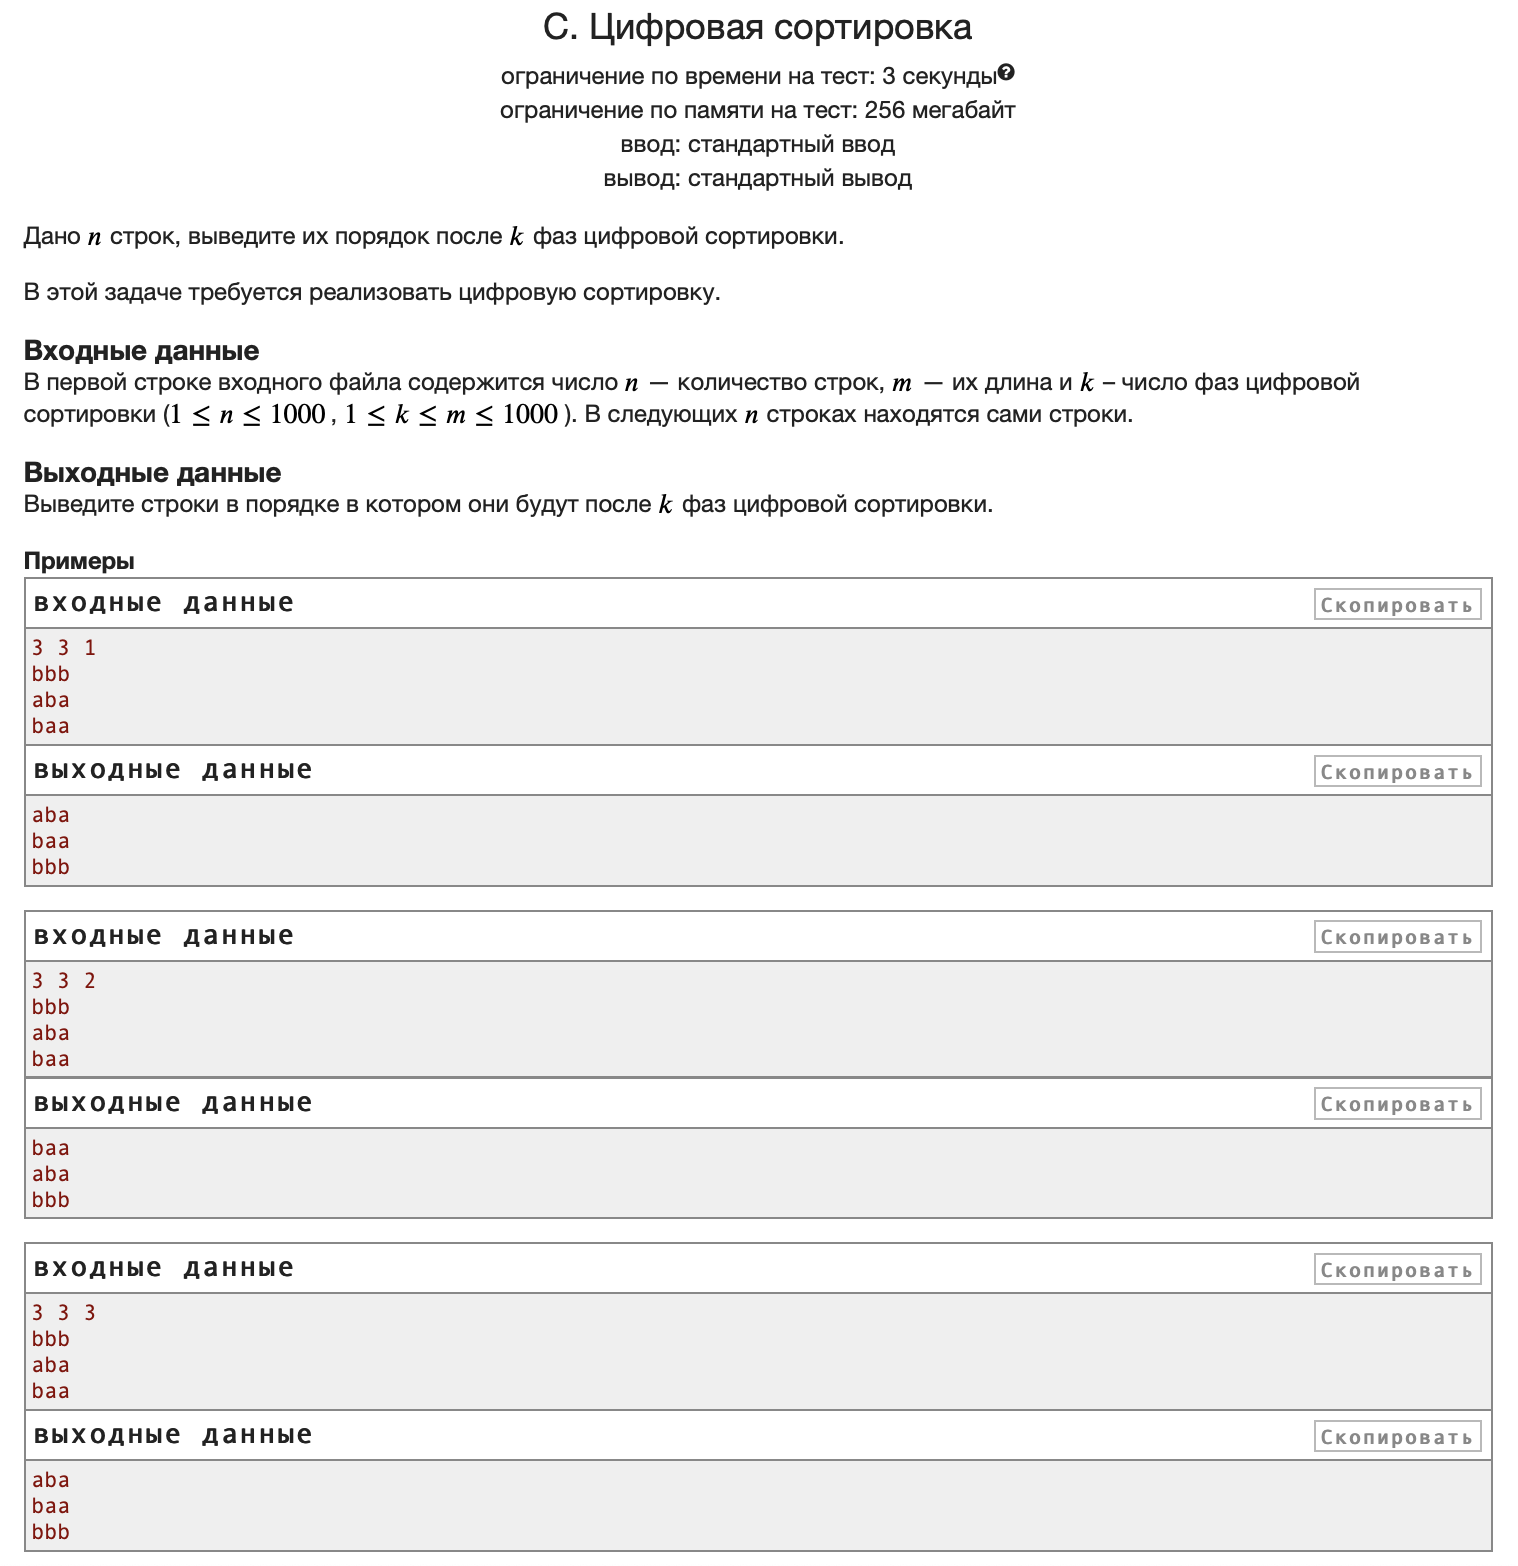 C. Цифровая сортировка
ограничение по времени на тест: 3 секунды?
ограничение по памяти на тест: 256 мегабайт
ввод: стандартный ввод
вывод: стандартный вывод
Дано n строк, выведите их порядок после k фаз цифровой сортировки.
В этой задаче требуется реализовать цифровую сортировку.
Входные данные
В первой строке входного файла содержится число n — количество строк, m — их длина и k – число фаз цифровой
сортировки (1 ≤ n ≤ 1000 , 1 ≤ k ≤ m ≤ 1000 ). В следующих n строках находятся сами строки.
Выходные данные
Выведите строки в порядке в котором они будут после k фаз цифровой сортировки.
Примеры
входные данные Скопировать
3 3 1
bbb
aba
baa
выходные данные Скопировать
aba
baa
bbb
входные данные Скопировать
3 3 2
bbb
aba
baa
выходные данные Скопировать
baa
aba
bbb
входные данные Скопировать
3 3 3
bbb
aba
baa
выходные данные Скопировать
aba
baa
bbb